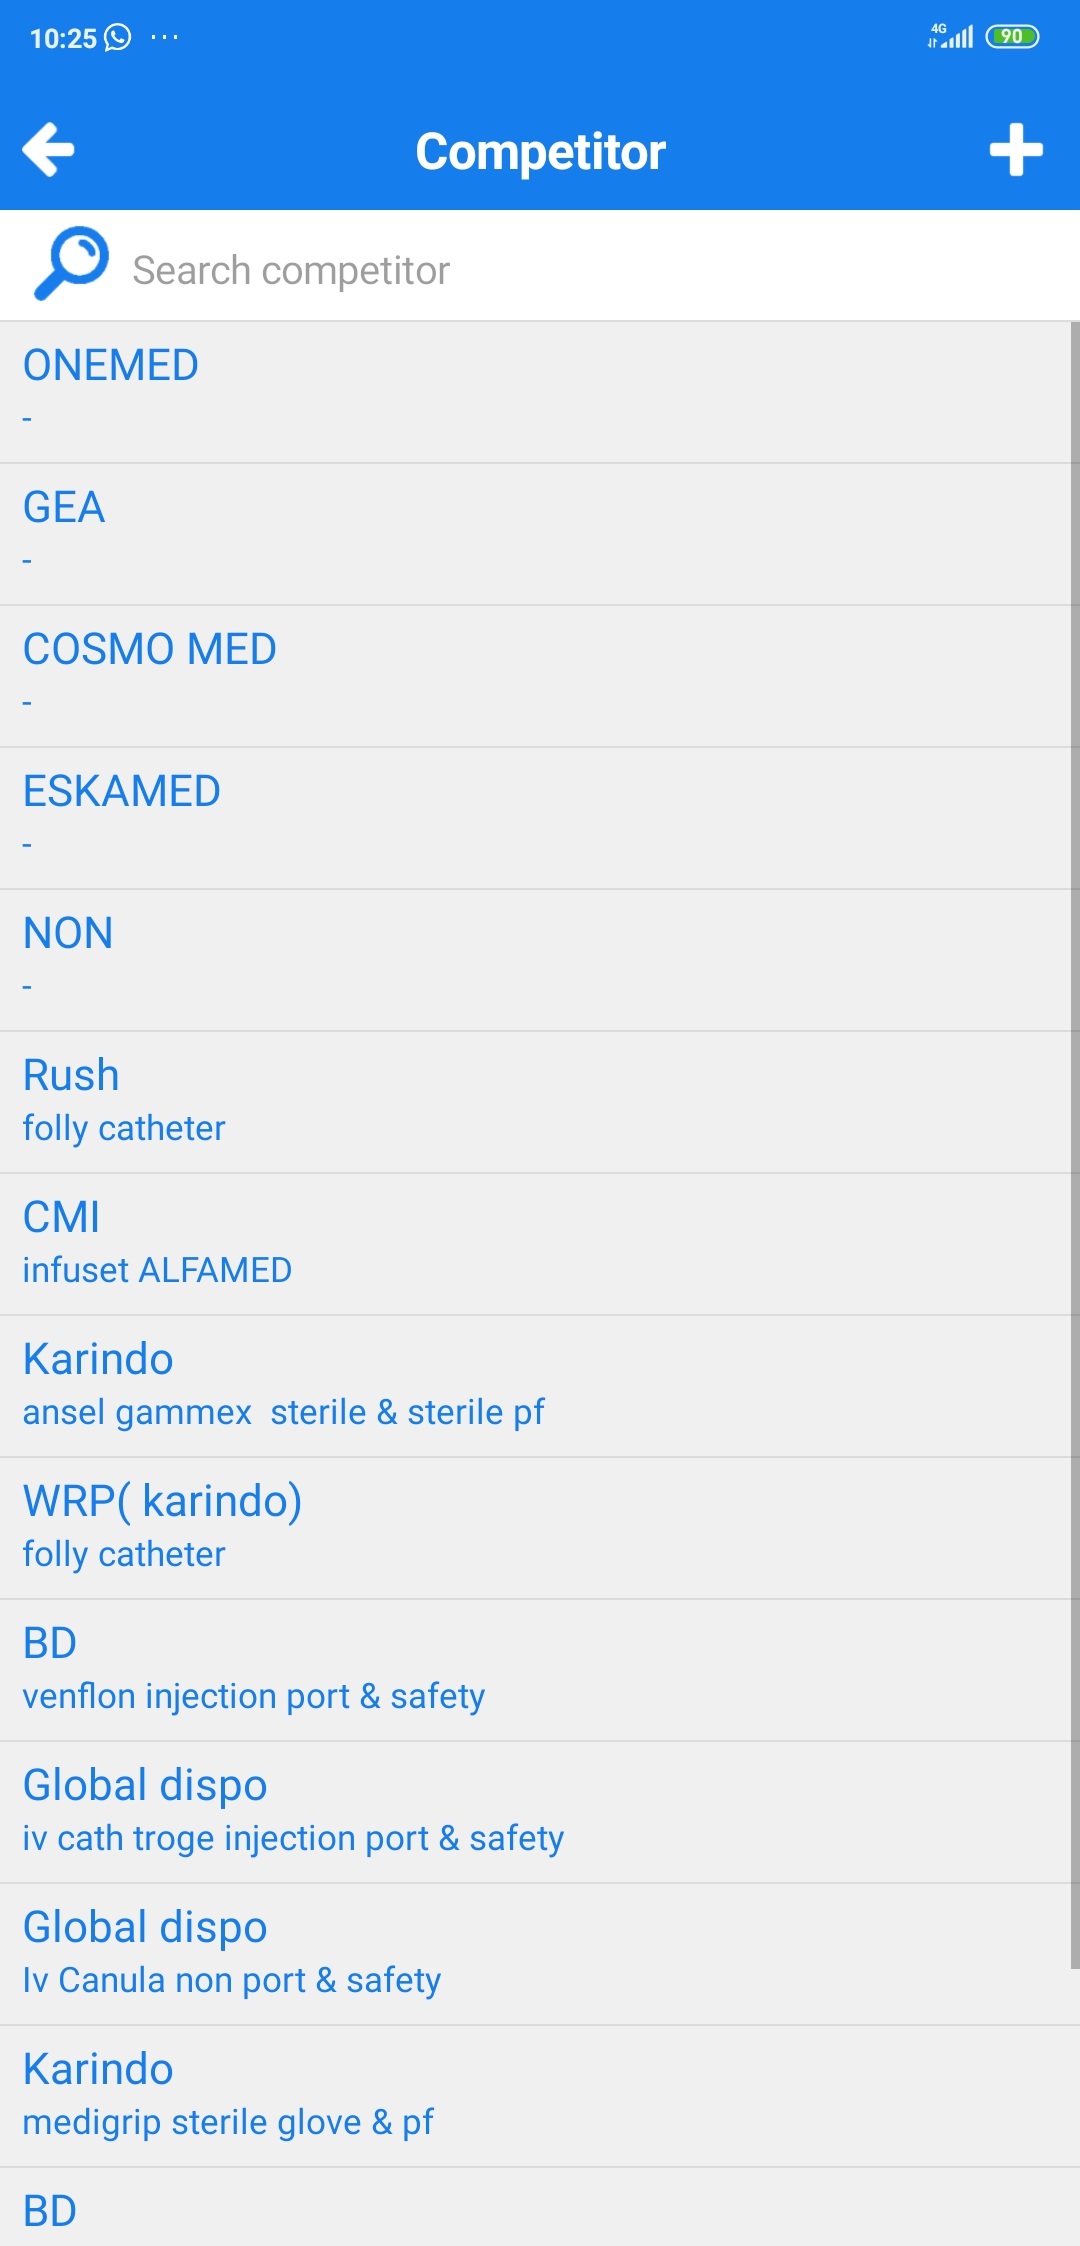 10:25 ... 4G 90
Competitor
Search competitor
ONEMED
-
GEA
-
COSMO MED
-
ESKAMED
-
NON
-
Rush
folly catheter
CMI
infuset ALFAMED
Karindo
ansel gammex  sterile & sterile pf
WRP( karindo)
folly catheter
BD
venflon injection port & safety
Global dispo
iv cath troge injection port & safety
Global dispo
Iv Canula non port & safety
Karindo
medigrip sterile glove & pf
BD